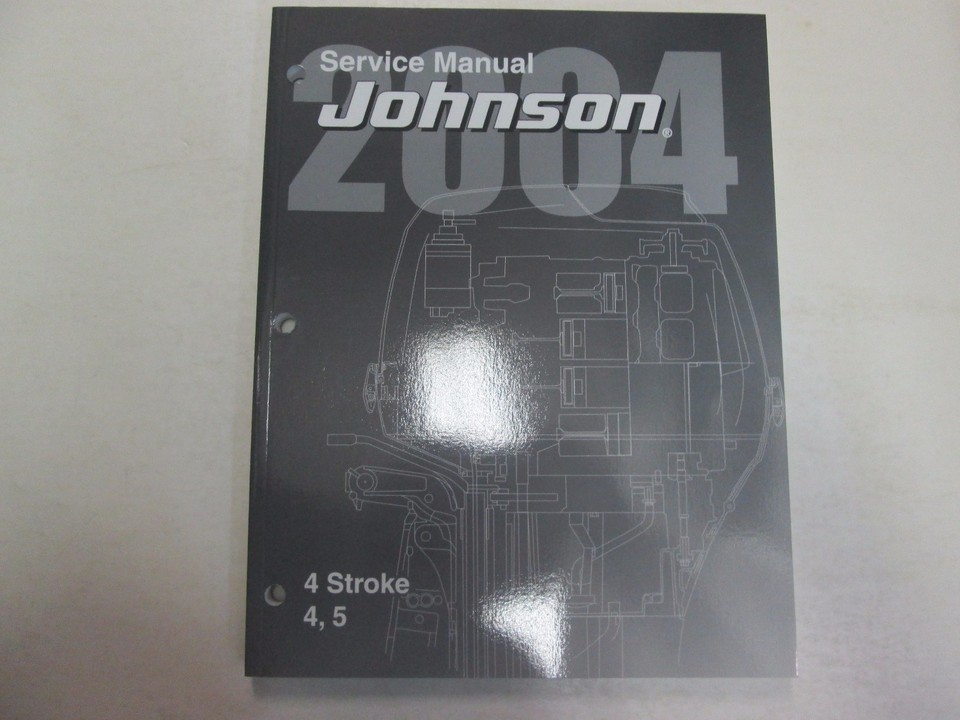 2004
Service Manual
Johnson®
4 Stroke
4, 5